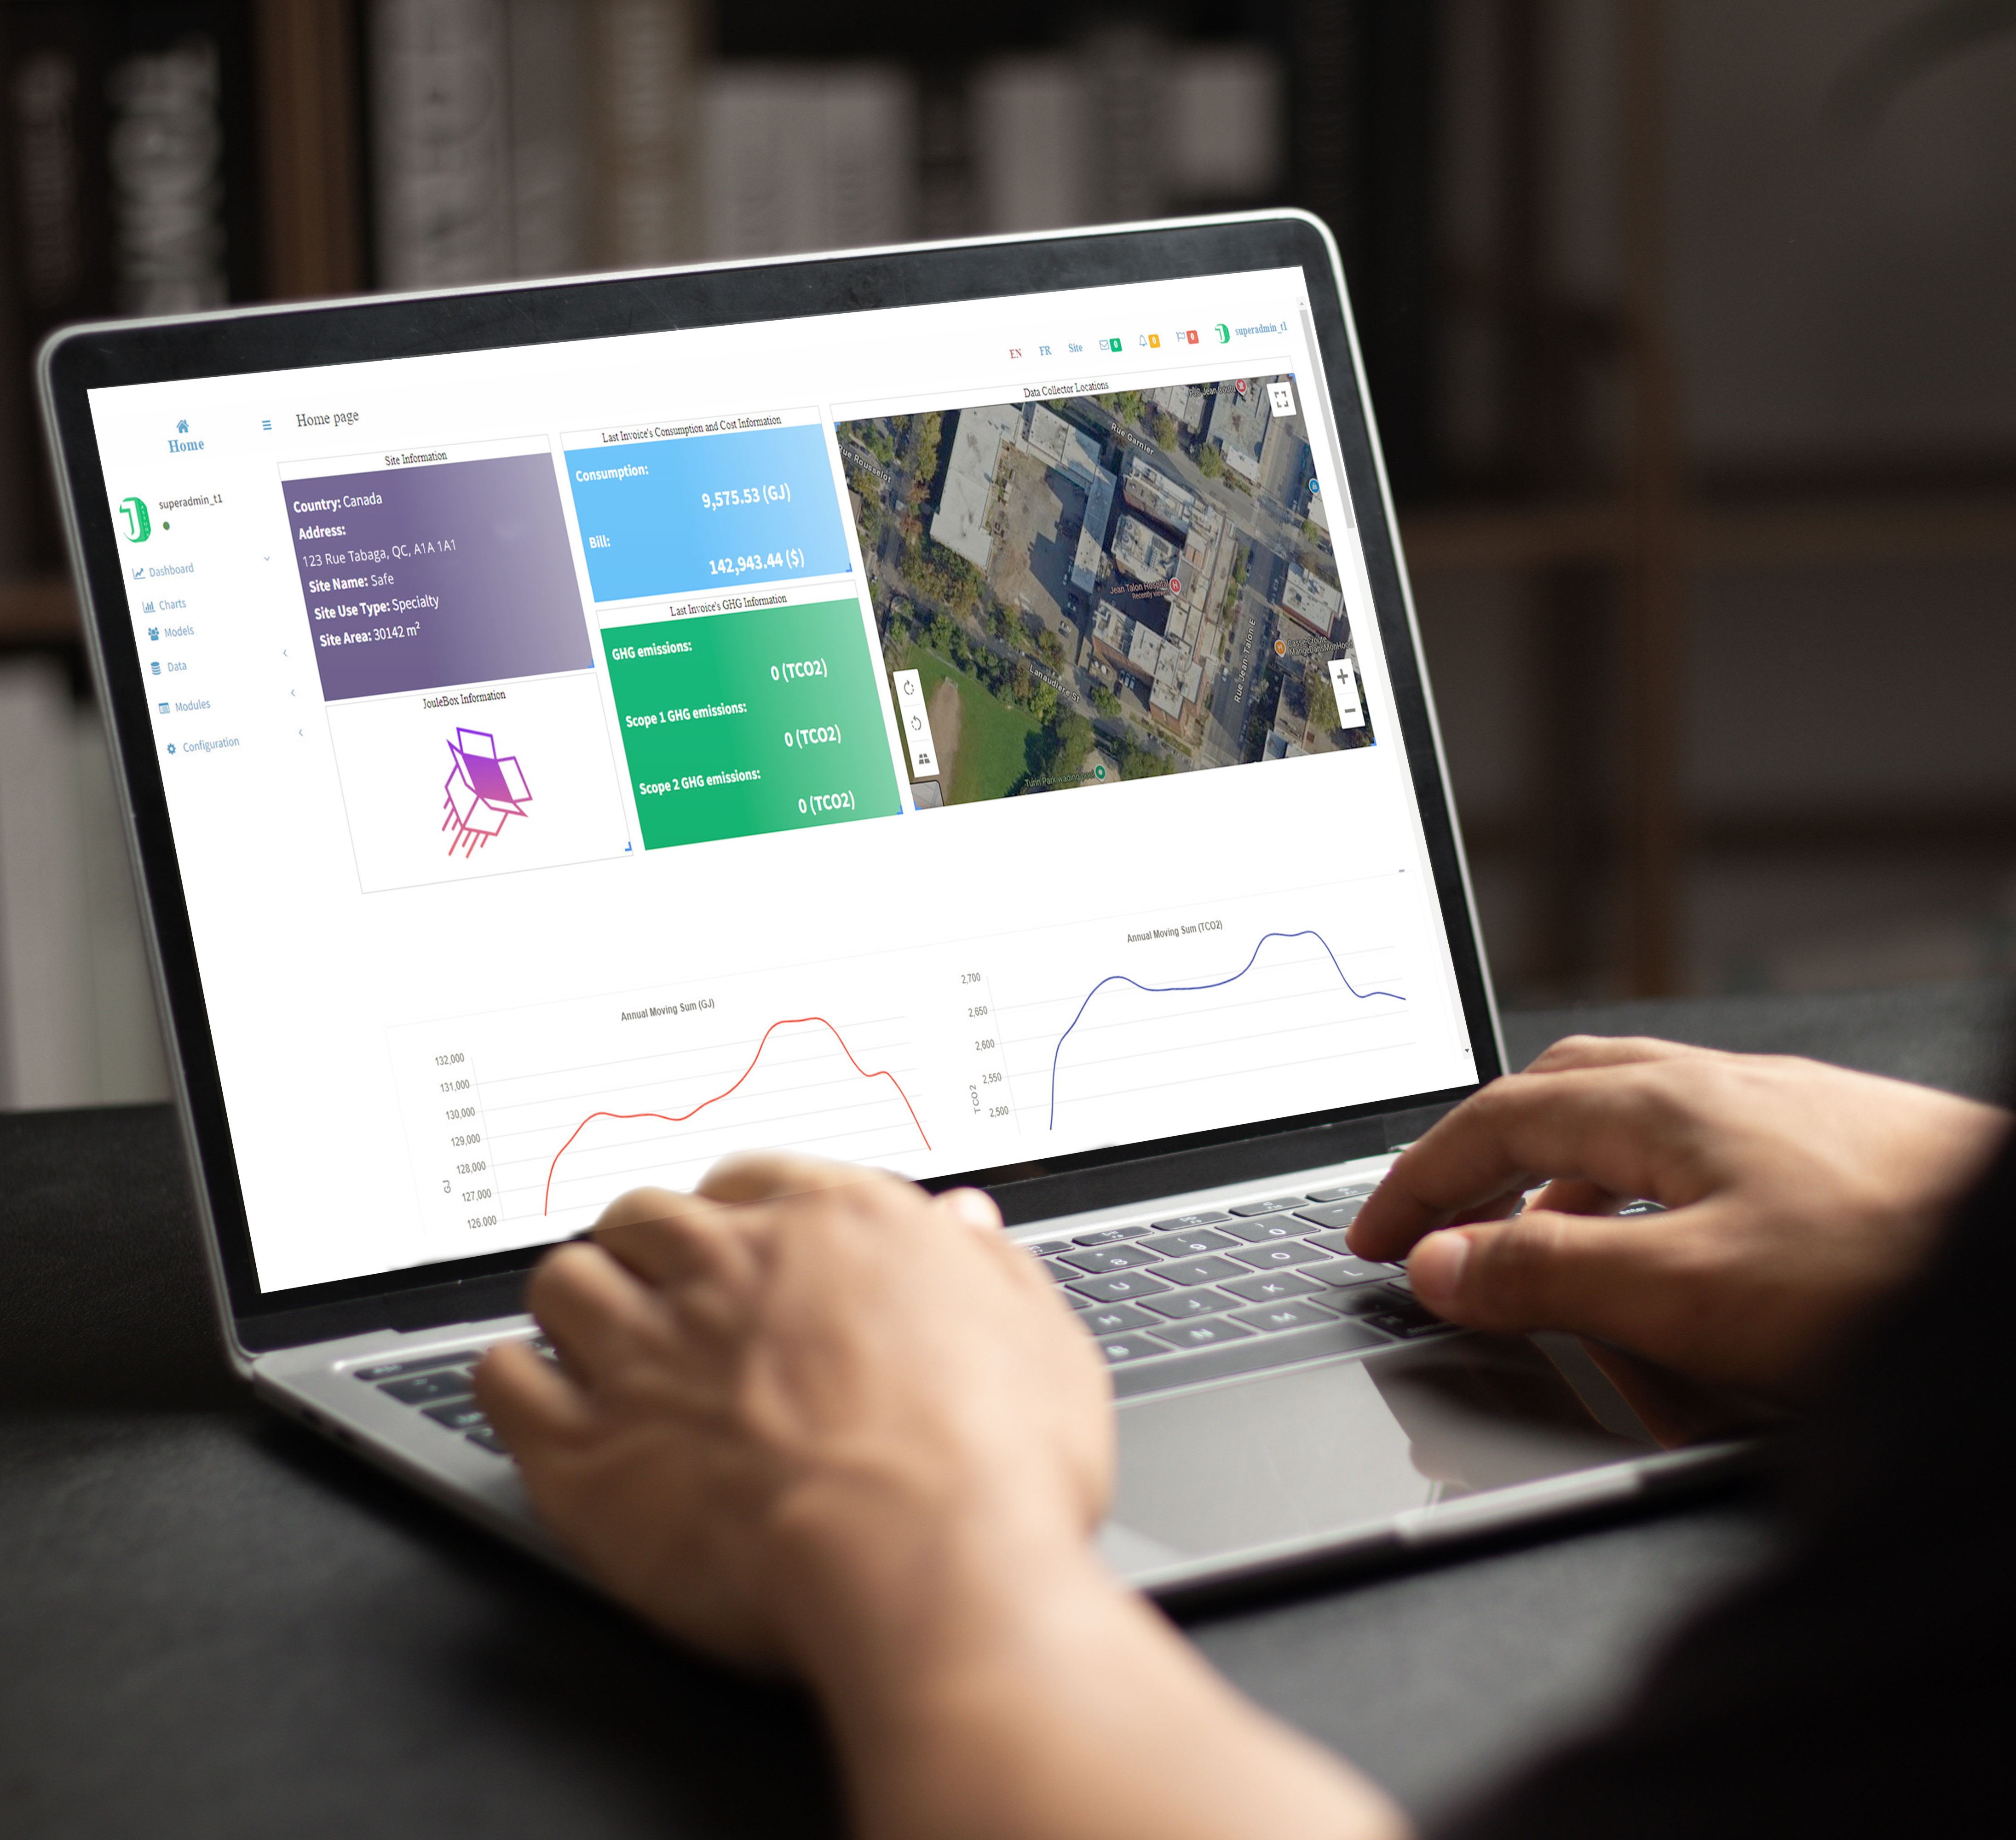 EN FR Site 0 0 0 superadmin_t1
Home
Home page
superadmin_t1
Dashboard
Charts
Models
Data
Modules
Configuration
Site Information
Country: Canada
Address:
123 Rue Tabaga, QC, A1A 1A1
Site Name: Safe
Site Use Type: Specialty
Site Area: 30142 m²
JouleBox Information
Last Invoice's Consumption and Cost Information
Consumption:
9,575.53 (GJ)
Bill:
142,943.44 ($)
Last Invoice's GHG Information
GHG emissions:
0 (TCO2)
Scope 1 GHG emissions:
0 (TCO2)
Scope 2 GHG emissions:
0 (TCO2)
Data Collector Locations
Rue Garnier
Rue Rousselot
Jean Talon
Recently
Rue Jean Talon E
Lanaudière St
Turin Park wading
Annual Moving Sum (GJ)
132,000
131,000
130,000
129,000
128,000
127,000
126,000
GJ
Annual Moving Sum (TCO2)
2,700
2,650
2,600
2,550
2,500
TCO2
enter
U I O
H J K L
B N M